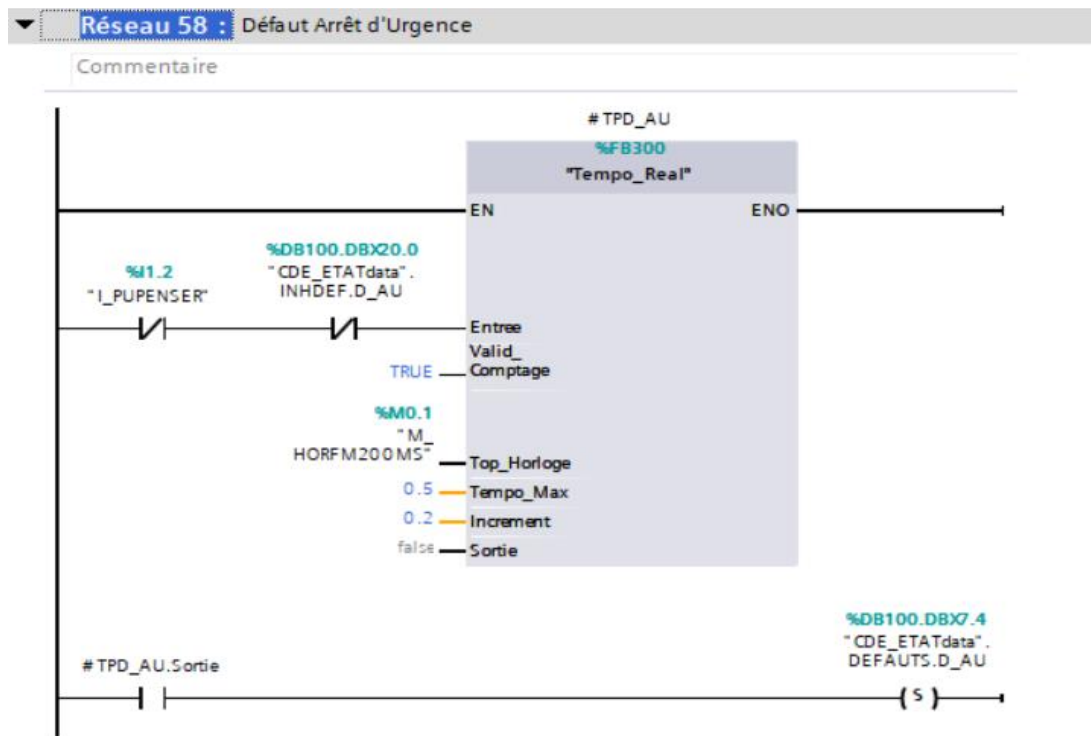 Réseau 58 : Défaut Arrêt d'Urgence
Commentaire
#TPD_AU
%FB300
"Tempo_Real"
EN
ENO
%I1.2
"I_PUPENSER"
%DB100.DBX20.0
"CDE_ETATdata".
INHDEF.D_AU
Entree
TRUE
Valid_
Comptage
%M0.1
"M_
HORFM200MS"
Top_Horloge
0.5
Tempo_Max
0.2
Increment
false
Sortie
#TPD_AU.Sortie
%DB100.DBX7.4
"CDE_ETATdata".
DEFAUTS.D_AU
S